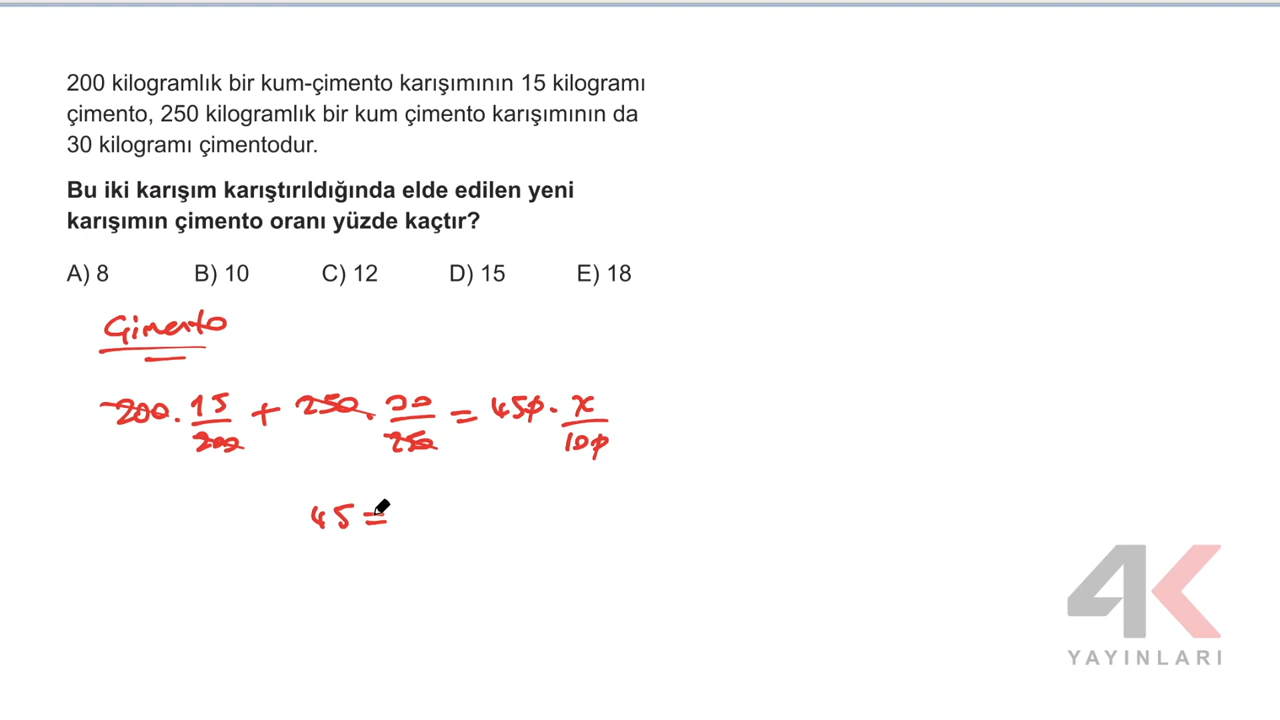 200 kilogramlık bir kum-çimento karışımının 15 kilogramı
çimento, 250 kilogramlık bir kum çimento karışımının da
30 kilogramı çimentodur.
Bu iki karışım karıştırıldığında elde edilen yeni
karışımın çimento oranı yüzde kaçtır?
A) 8 B) 10 C) 12 D) 15 E) 18
Çimento
200 . 15/200 + 250 . 30/250 = 450 . x/100
45 =
4K
YAYINLARI